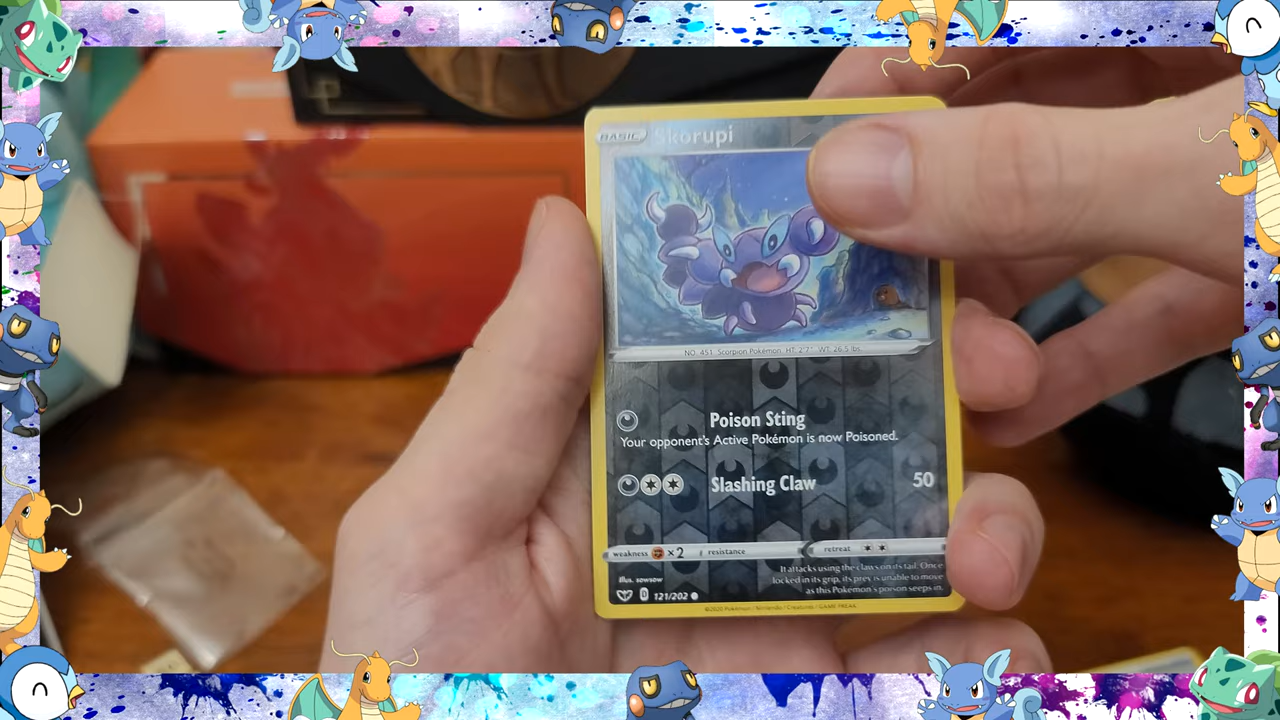 BASIC Skorupi
NO. 451 Scorpion Pokémon HT: 2'7" WT: 26.5 lbs.
Poison Sting
Your opponent's Active Pokémon is now Poisoned.
Slashing Claw 50
weakness ×2 resistance retreat
It attacks using the claws on its tail. Once
locked in its grip, its prey is unable to move
as this Pokémon's poison seeps in.
Illus. sowsow
121/202
©2020 Pokémon / Nintendo / Creatures / GAME FREAK